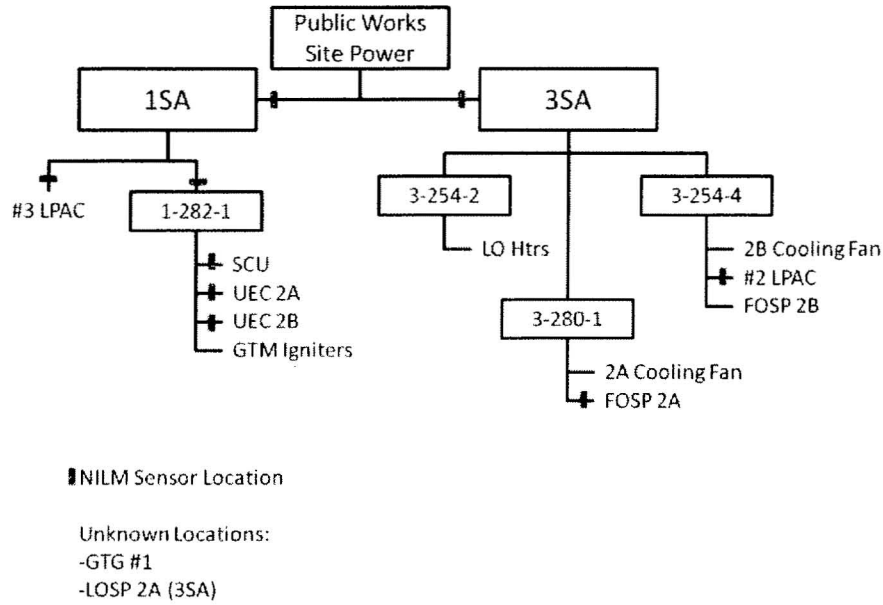 Public Works
Site Power
1SA
3SA
#3 LPAC
1-282-1
SCU
UEC 2A
UEC 2B
GTM Igniters
3-254-2
LO Htrs
3-280-1
2A Cooling Fan
FOSP 2A
3-254-4
2B Cooling Fan
#2 LPAC
FOSP 2B
NILM Sensor Location
Unknown Locations:
-GTG #1
-LOSP 2A (3SA)